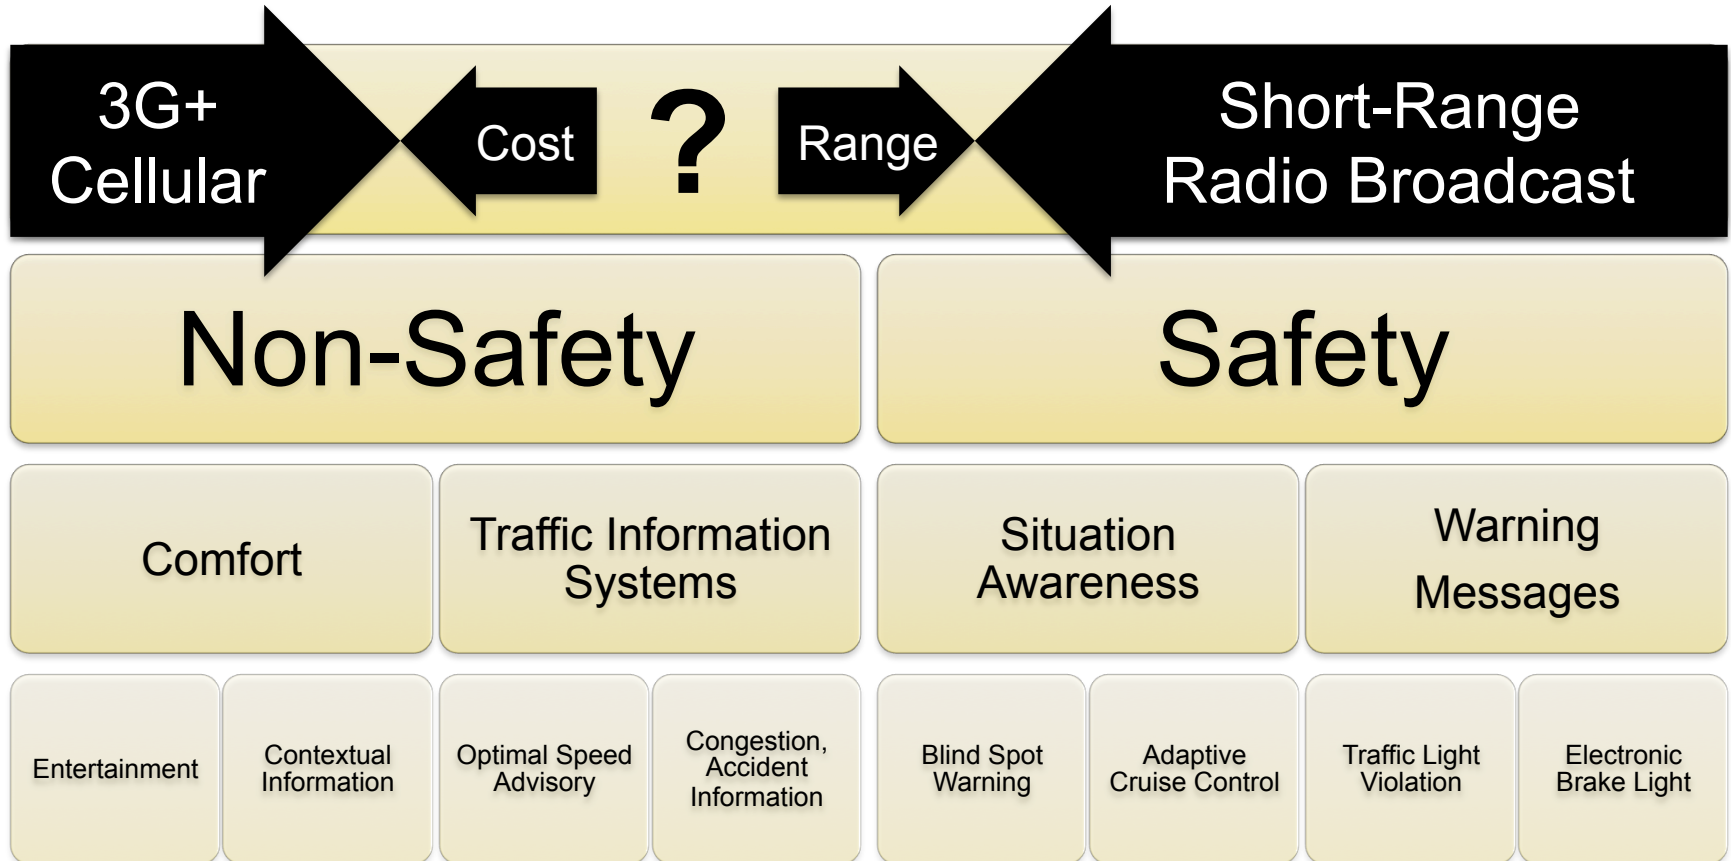 3G+
Cellular
Cost
?
Range
Short-Range
Radio Broadcast
Non-Safety
Safety
Comfort
Traffic Information
Systems
Situation
Awareness
Warning
Messages
Entertainment
Contextual
Information
Optimal Speed
Advisory
Congestion,
Accident
Information
Blind Spot
Warning
Adaptive
Cruise Control
Traffic Light
Violation
Electronic
Brake Light